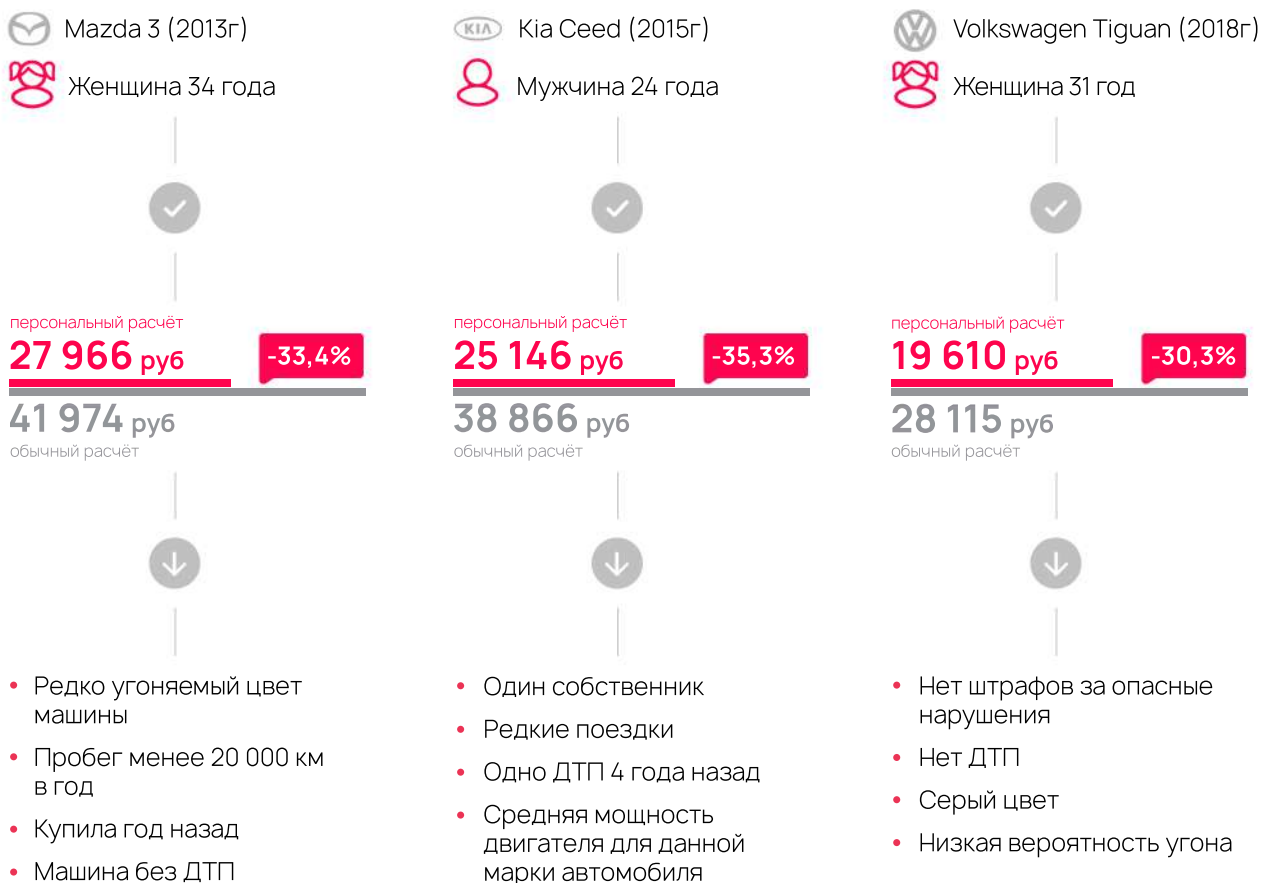 Mazda 3 (2013г)
Женщина 34 года
персональный расчёт
27 966 руб
-33,4%
41 974 руб
обычный расчёт
• Редко угоняемый цвет
машины
• Пробег менее 20 000 км
в год
• Купила год назад
• Машина без ДТП
KIA
Kia Ceed (2015г)
Мужчина 24 года
персональный расчёт
25 146 руб
-35,3%
38 866 руб
обычный расчёт
• Один собственник
• Редкие поездки
• Одно ДТП 4 года назад
• Средняя мощность
двигателя для данной
марки автомобиля
Volkswagen Tiguan (2018г)
Женщина 31 год
персональный расчёт
19 610 руб
-30,3%
28 115 руб
обычный расчёт
• Нет штрафов за опасные
нарушения
• Нет ДТП
• Серый цвет
• Низкая вероятность угона